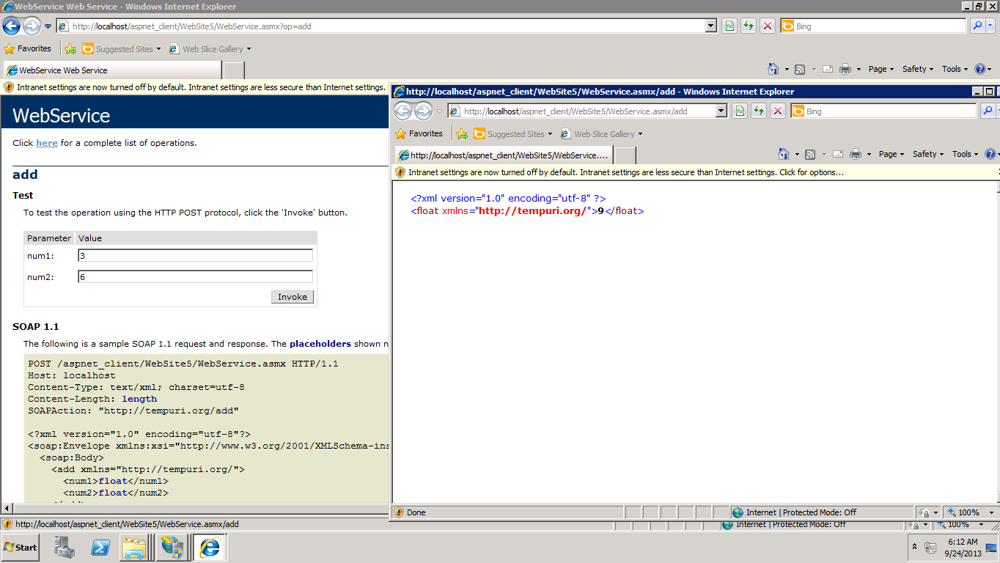 WebService Web Service - Windows Internet Explorer
http://localhost/aspnet_client/WebSite5/WebService.asmx?op=add
Bing
Favorites
Suggested Sites
Web Slice Gallery
WebService Web Service
Page
Safety
Tools
Intranet settings are now turned off by default. Intranet settings are less secure than Internet settings.
WebService
Click here for a complete list of operations.
add
Test
To test the operation using the HTTP POST protocol, click the 'Invoke' button.
Parameter Value
num1: 3
num2: 6
Invoke
SOAP 1.1
The following is a sample SOAP 1.1 request and response. The placeholders shown n
POST /aspnet_client/WebSite5/WebService.asmx HTTP/1.1
Host: localhost
Content-Type: text/xml; charset=utf-8
Content-Length: length
SOAPAction: "http://tempuri.org/add"
<?xml version="1.0" encoding="utf-8"?>
<soap:Envelope xmlns:xsi="http://www.w3.org/2001/XMLSchema-ins
<soap:Body>
<add xmlns="http://tempuri.org/">
<num1>float</num1>
<num2>float</num2>
http://localhost/aspnet_client/WebSite5/WebService.asmx/add - Windows Internet Explorer
http://localhost/aspnet_client/WebSite5/WebService.asmx/add
Bing
Favorites
Suggested Sites
Web Slice Gallery
http://localhost/aspnet_client/WebSite5/WebService....
Page
Safety
Tools
Intranet settings are now turned off by default. Intranet settings are less secure than Internet settings. Click for options...
<?xml version="1.0" encoding="utf-8" ?>
<float xmlns="http://tempuri.org/">9</float>
Done
Internet | Protected Mode: Off
100%
http://localhost/aspnet_client/WebSite5/WebService.asmx/add
Internet | Protected Mode: Off
100%
Start
6:12 AM
9/24/2013